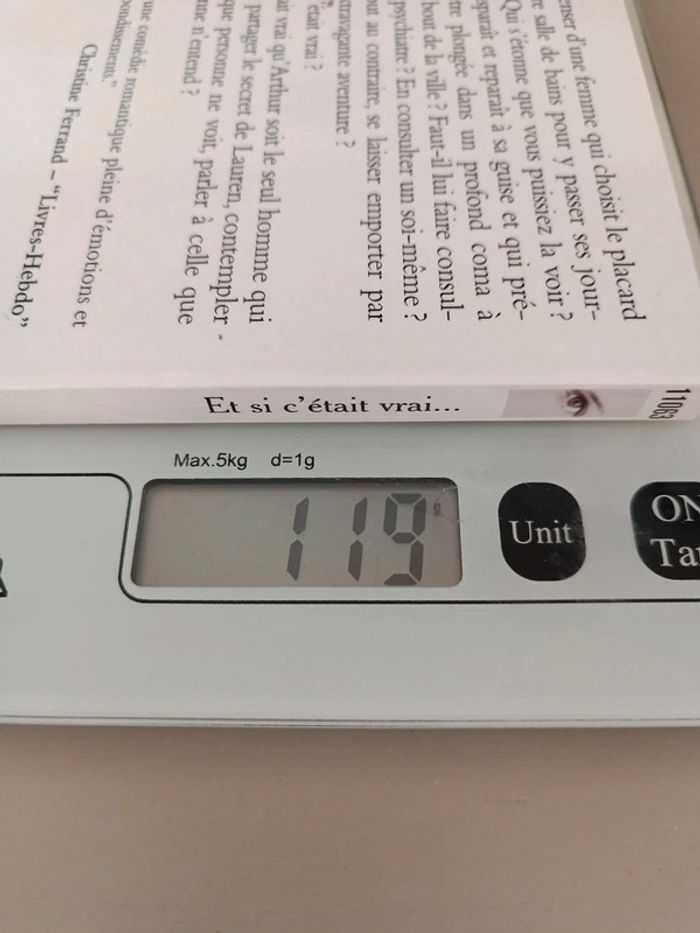 enser d'une femme qui choisit le placard
re salle de bains pour y passer ses jour-
Qui s'étonne que vous puissiez la voir ?
sparaît et reparaît à sa guise et qui pré-
tre plongée dans un profond coma à
bout de la ville ? Faut-il lui faire consul-
psychiatre ? En consulter un soi-même ?
out au contraire, se laisser emporter par
travagante aventure ?
était vrai ?
ait vrai qu'Arthur soit le seul homme qui
partager le secret de Lauren, contempler -
que personne ne voit, parler à celle que
nne n'entend ?
une comédie romantique pleine d'émotions et
ondissements."
Christine Ferrand – "Livres-Hebdo"
Et si c'était vrai...
11063
Max.5kg d=1g
119
Unit
ON
Ta